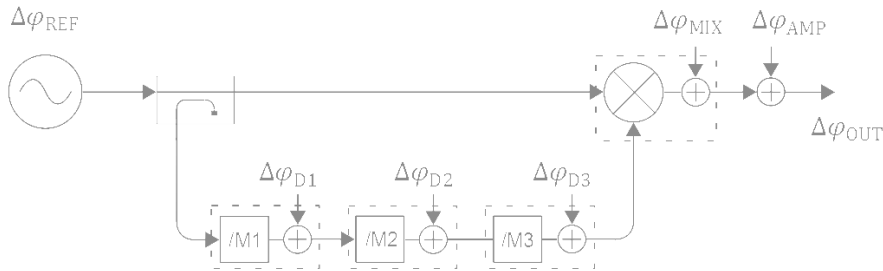 Δφ_REF
Δφ_MIX
Δφ_AMP
Δφ_OUT
Δφ_D1
Δφ_D2
Δφ_D3
/M1
/M2
/M3